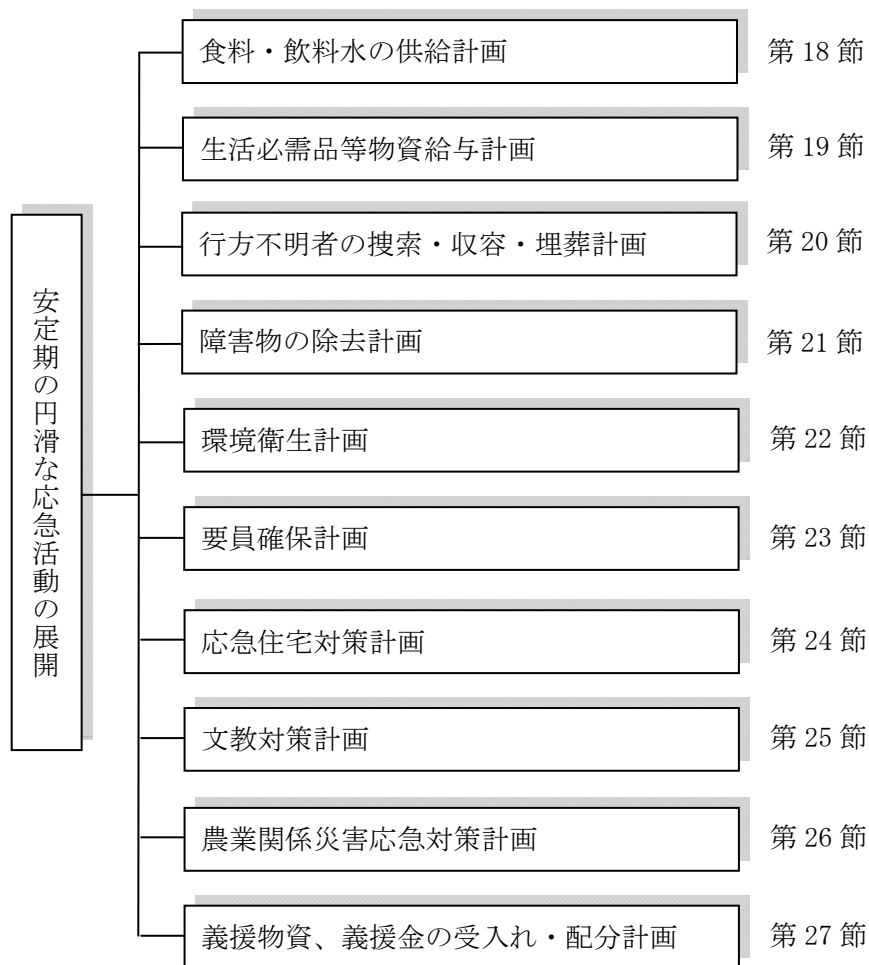 安定期の円滑な応急活動の展開
食料・飲料水の供給計画 第18節
生活必需品等物資給与計画 第19節
行方不明者の捜索・収容・埋葬計画 第20節
障害物の除去計画 第21節
環境衛生計画 第22節
要員確保計画 第23節
応急住宅対策計画 第24節
文教対策計画 第25節
農業関係災害応急対策計画 第26節
義援物資、義援金の受入れ・配分計画 第27節